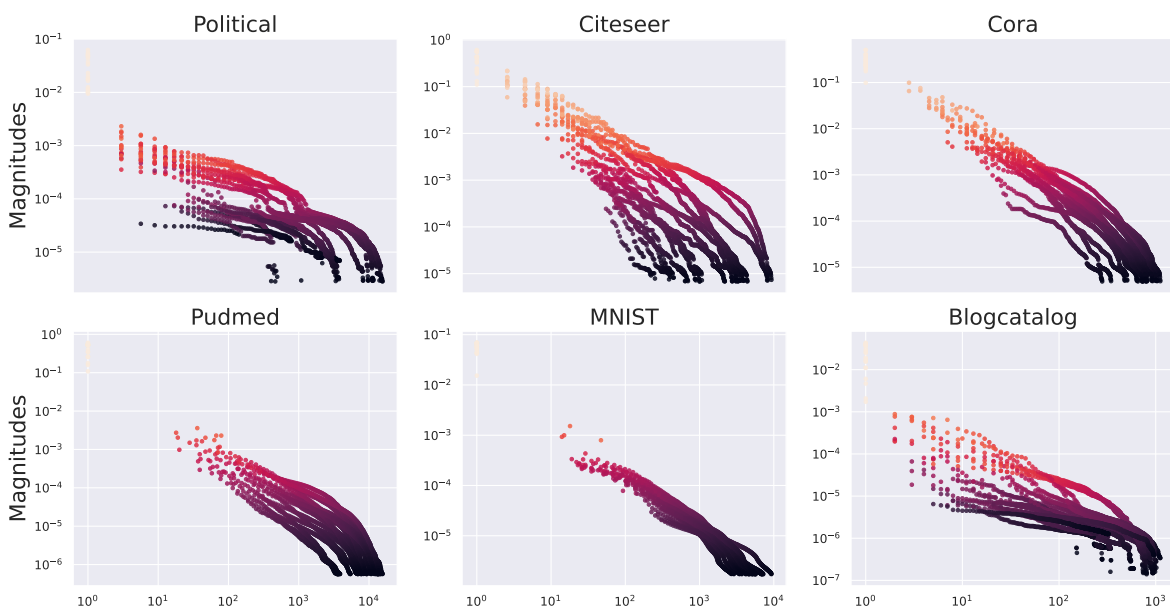 Political Citeseer Cora
Magnitudes
10⁻¹ 10⁻² 10⁻³ 10⁻⁴ 10⁻⁵
10⁰ 10⁻¹ 10⁻² 10⁻³ 10⁻⁴ 10⁻⁵
10⁻¹ 10⁻² 10⁻³ 10⁻⁴ 10⁻⁵
Pudmed MNIST Blogcatalog
Magnitudes
10⁰ 10⁻¹ 10⁻² 10⁻³ 10⁻⁴ 10⁻⁵ 10⁻⁶
10⁻¹ 10⁻² 10⁻³ 10⁻⁴ 10⁻⁵
10⁻² 10⁻³ 10⁻⁴ 10⁻⁵ 10⁻⁶ 10⁻⁷
10⁰ 10¹ 10² 10³ 10⁴ 10⁰ 10¹ 10² 10³ 10⁴ 10⁰ 10¹ 10² 10³